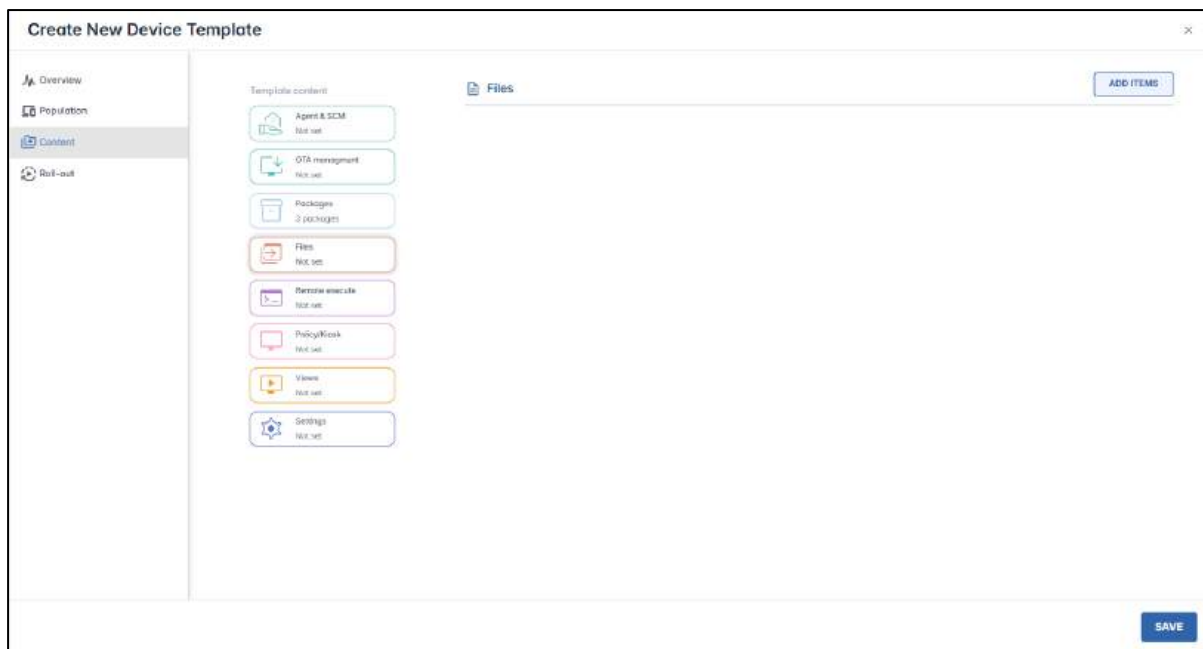 Create New Device Template
×
Overview
Population
Content
Roll-out
Template content
Agent & SCM
Not set
OTA managment
Not set
Packages
3 packages
Files
Not set
Remote execute
Not set
Policy/Kiosk
Not set
Views
Not set
Settings
Not set
Files
ADD ITEMS
SAVE